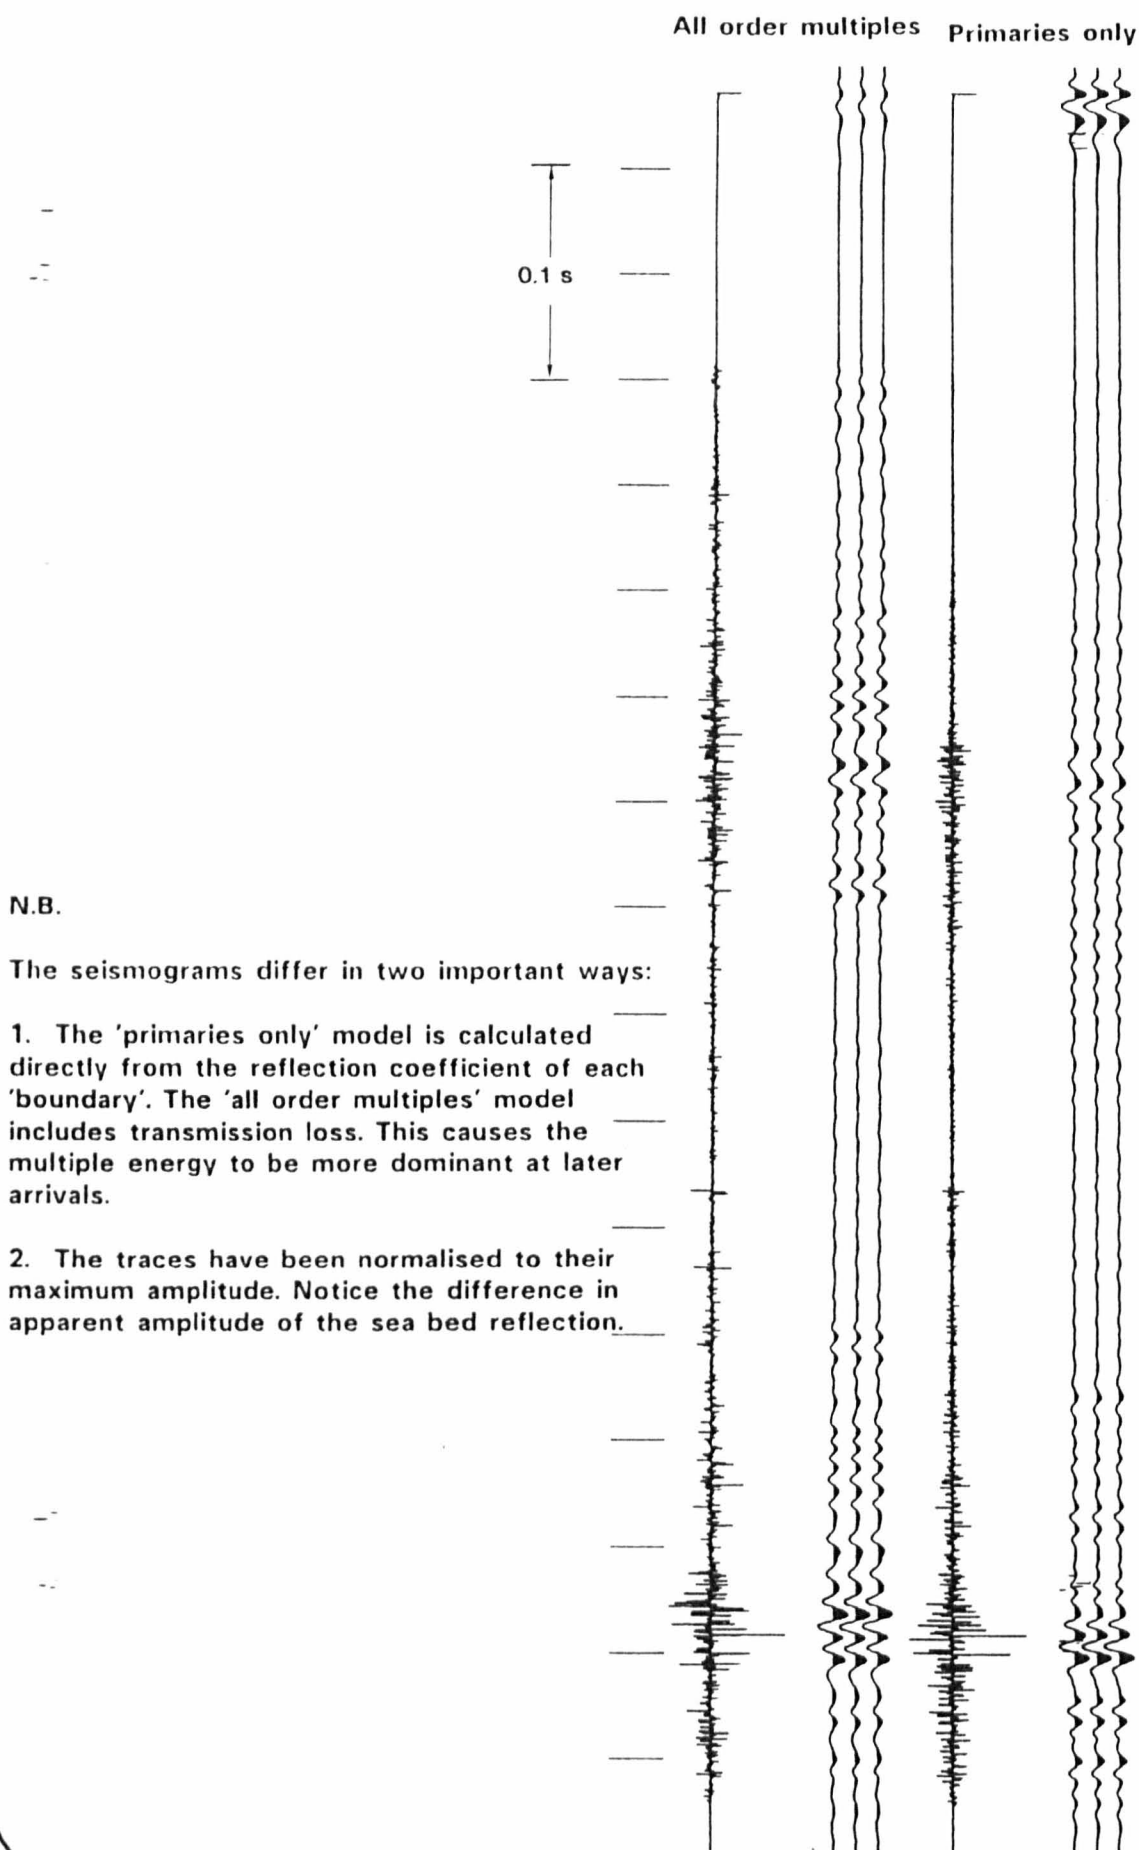 All order multiples
Primaries only
0.1 s
N.B.
The seismograms differ in two important ways:
1. The 'primaries only' model is calculated
directly from the reflection coefficient of each
'boundary'. The 'all order multiples' model
includes transmission loss. This causes the
multiple energy to be more dominant at later
arrivals.
2. The traces have been normalised to their
maximum amplitude. Notice the difference in
apparent amplitude of the sea bed reflection.